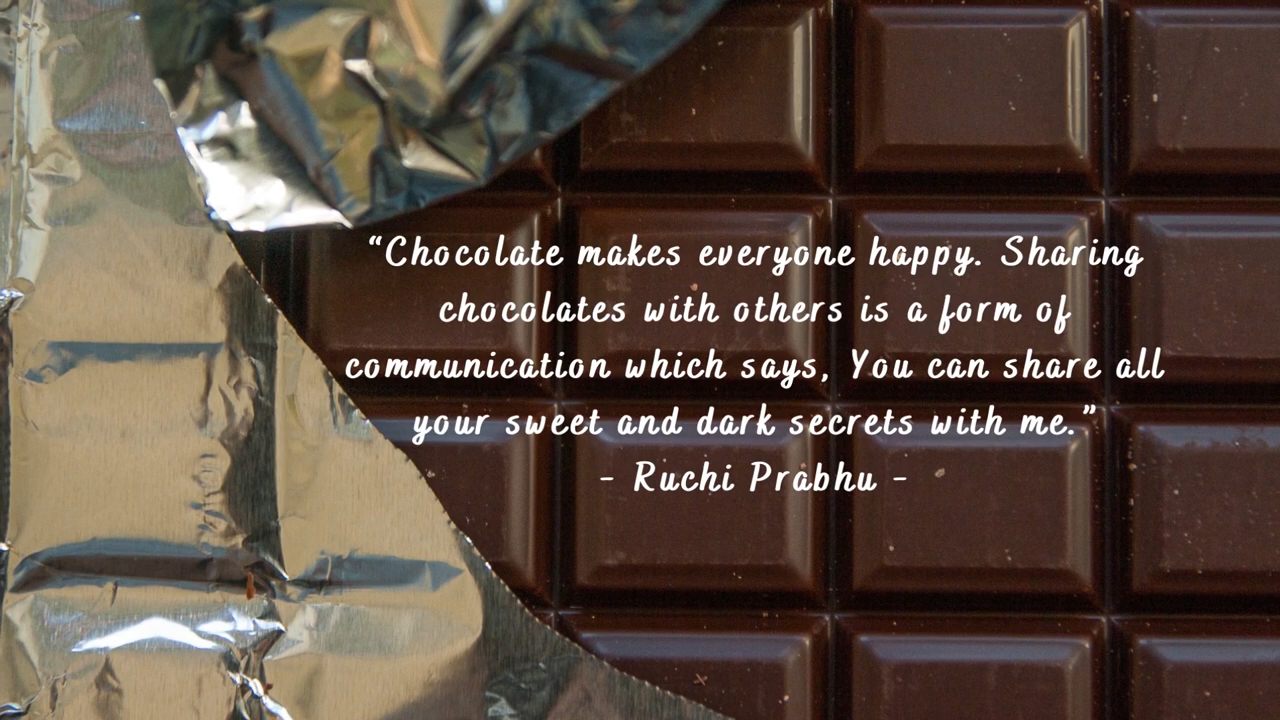 “Chocolate makes everyone happy. Sharing
chocolates with others is a form of
communication which says, You can share all
your sweet and dark secrets with me.”
- Ruchi Prabhu -